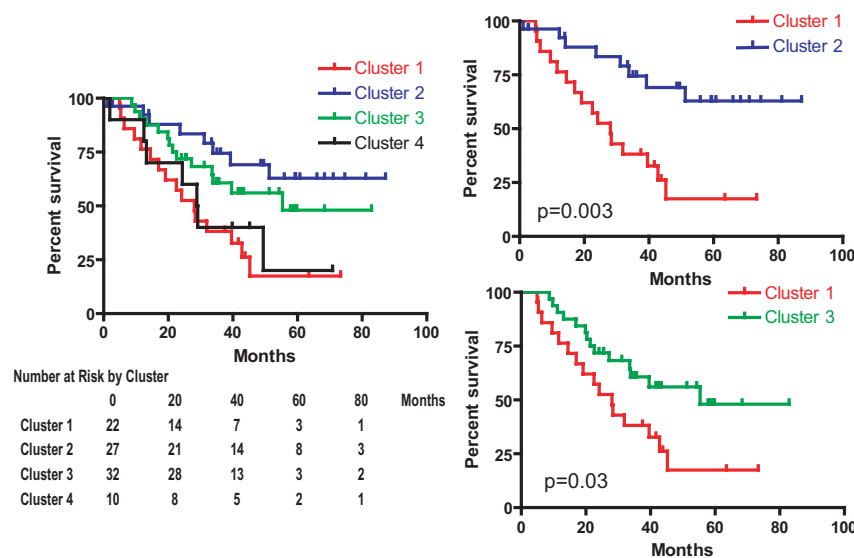 Cluster 1
Cluster 2
Cluster 3
Cluster 4
Percent survival
100
75
50
25
0
0 20 40 60 80 100
Months
Number at Risk by Cluster
0 20 40 60 80 Months
Cluster 1 22 14 7 3 1
Cluster 2 27 21 14 8 3
Cluster 3 32 28 13 3 2
Cluster 4 10 8 5 2 1
Cluster 1
Cluster 2
Percent survival
100
75
50
25
0
p=0.003
0 20 40 60 80 100
Months
Cluster 1
Cluster 3
Percent survival
100
75
50
25
0
p=0.03
0 20 40 60 80 100
Months